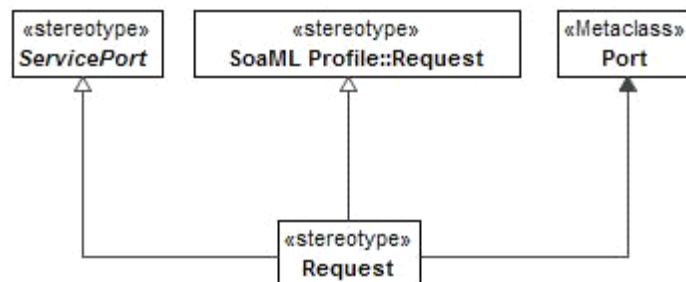 «stereotype»
ServicePort
«stereotype»
SoaML Profile::Request
«Metaclass»
Port
«stereotype»
Request